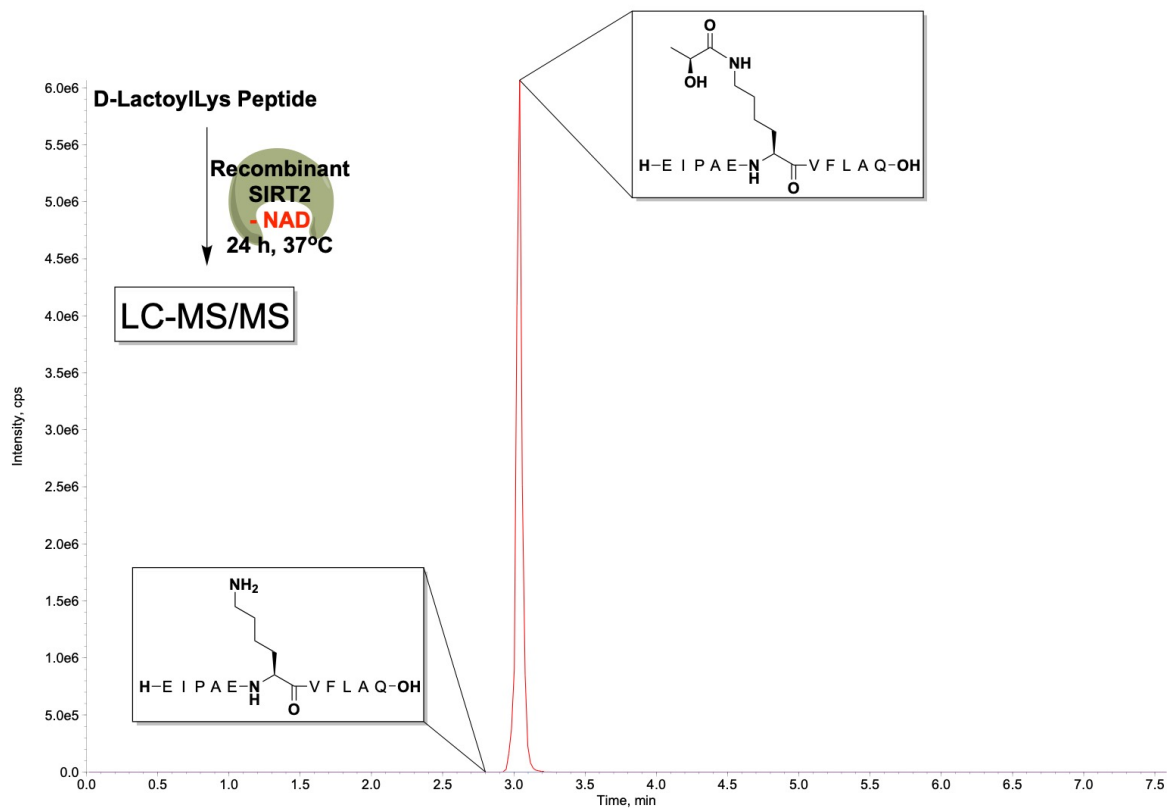 D-LactoylLys Peptide
Recombinant
SIRT2
- NAD
24 h, 37ºC
LC-MS/MS
O
NH
OH
H-E I P A E-N
H
O
V F L A Q-OH
NH2
H-E I P A E-N
H
O
V F L A Q-OH
Intensity, cps
6.0e6
5.5e6
5.0e6
4.5e6
4.0e6
3.5e6
3.0e6
2.5e6
2.0e6
1.5e6
1.0e6
5.0e5
0.0
0.0 0.5 1.0 1.5 2.0 2.5 3.0 3.5 4.0 4.5 5.0 5.5 6.0 6.5 7.0 7.5
Time, min